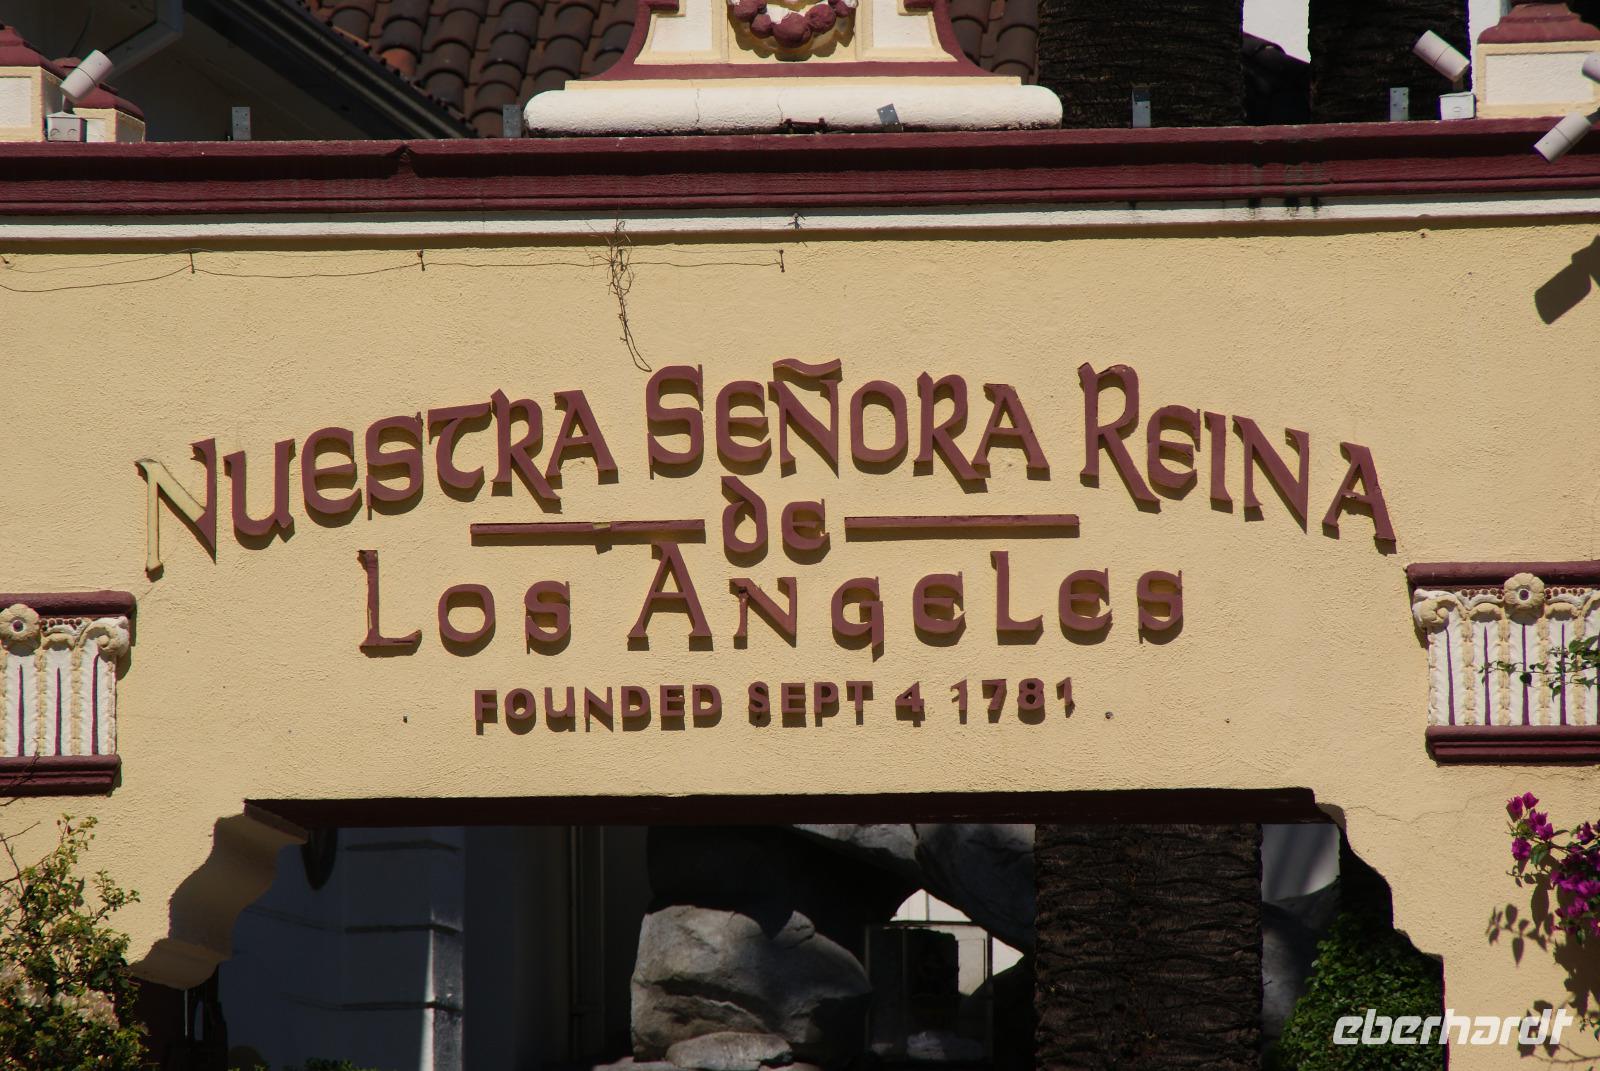 NUESTRA SEÑORA REINA
de
LOS ANGELES
FOUNDED SEPT 4 1781
eberhardt